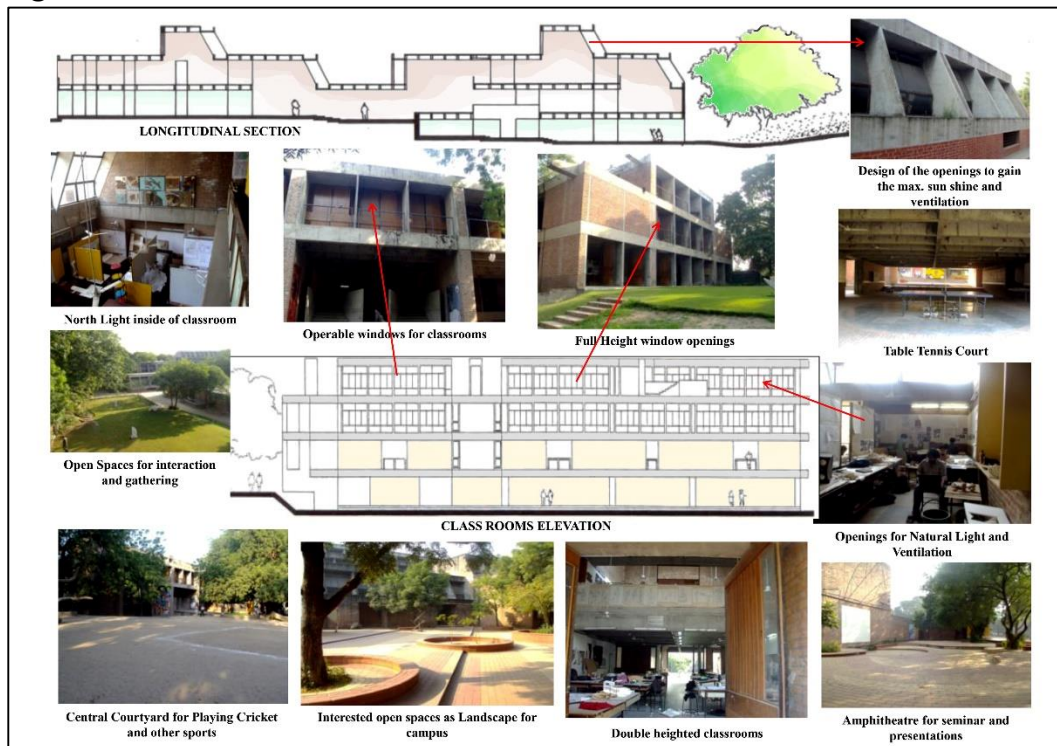 LONGITUDINAL SECTION
Design of the openings to gain
the max. sun shine and
ventilation
North Light inside of classroom
Operable windows for classrooms
Full Height window openings
Table Tennis Court
Open Spaces for interaction
and gathering
CLASS ROOMS ELEVATION
Openings for Natural Light and
Ventilation
Central Courtyard for Playing Cricket
and other sports
Interested open spaces as Landscape for
campus
Double heighted classrooms
Amphitheatre for seminar and
presentations